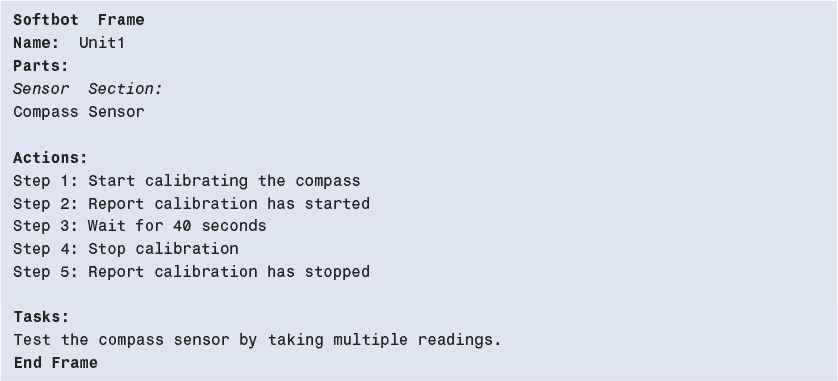 Softbot Frame
Name: Unit1
Parts:
Sensor Section:
Compass Sensor
Actions:
Step 1: Start calibrating the compass
Step 2: Report calibration has started
Step 3: Wait for 40 seconds
Step 4: Stop calibration
Step 5: Report calibration has stopped
Tasks:
Test the compass sensor by taking multiple readings.
End Frame